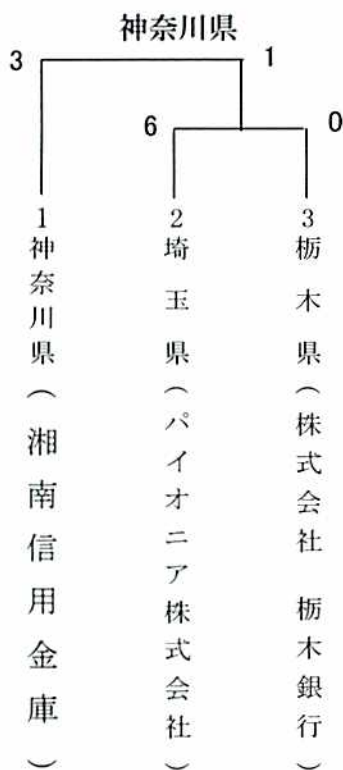 神奈川県
3 1
6 0
1 神奈川県(湘南信用金庫)
2 埼玉県(パイオニア株式会社)
3 栃木県(株式会社 栃木銀行)